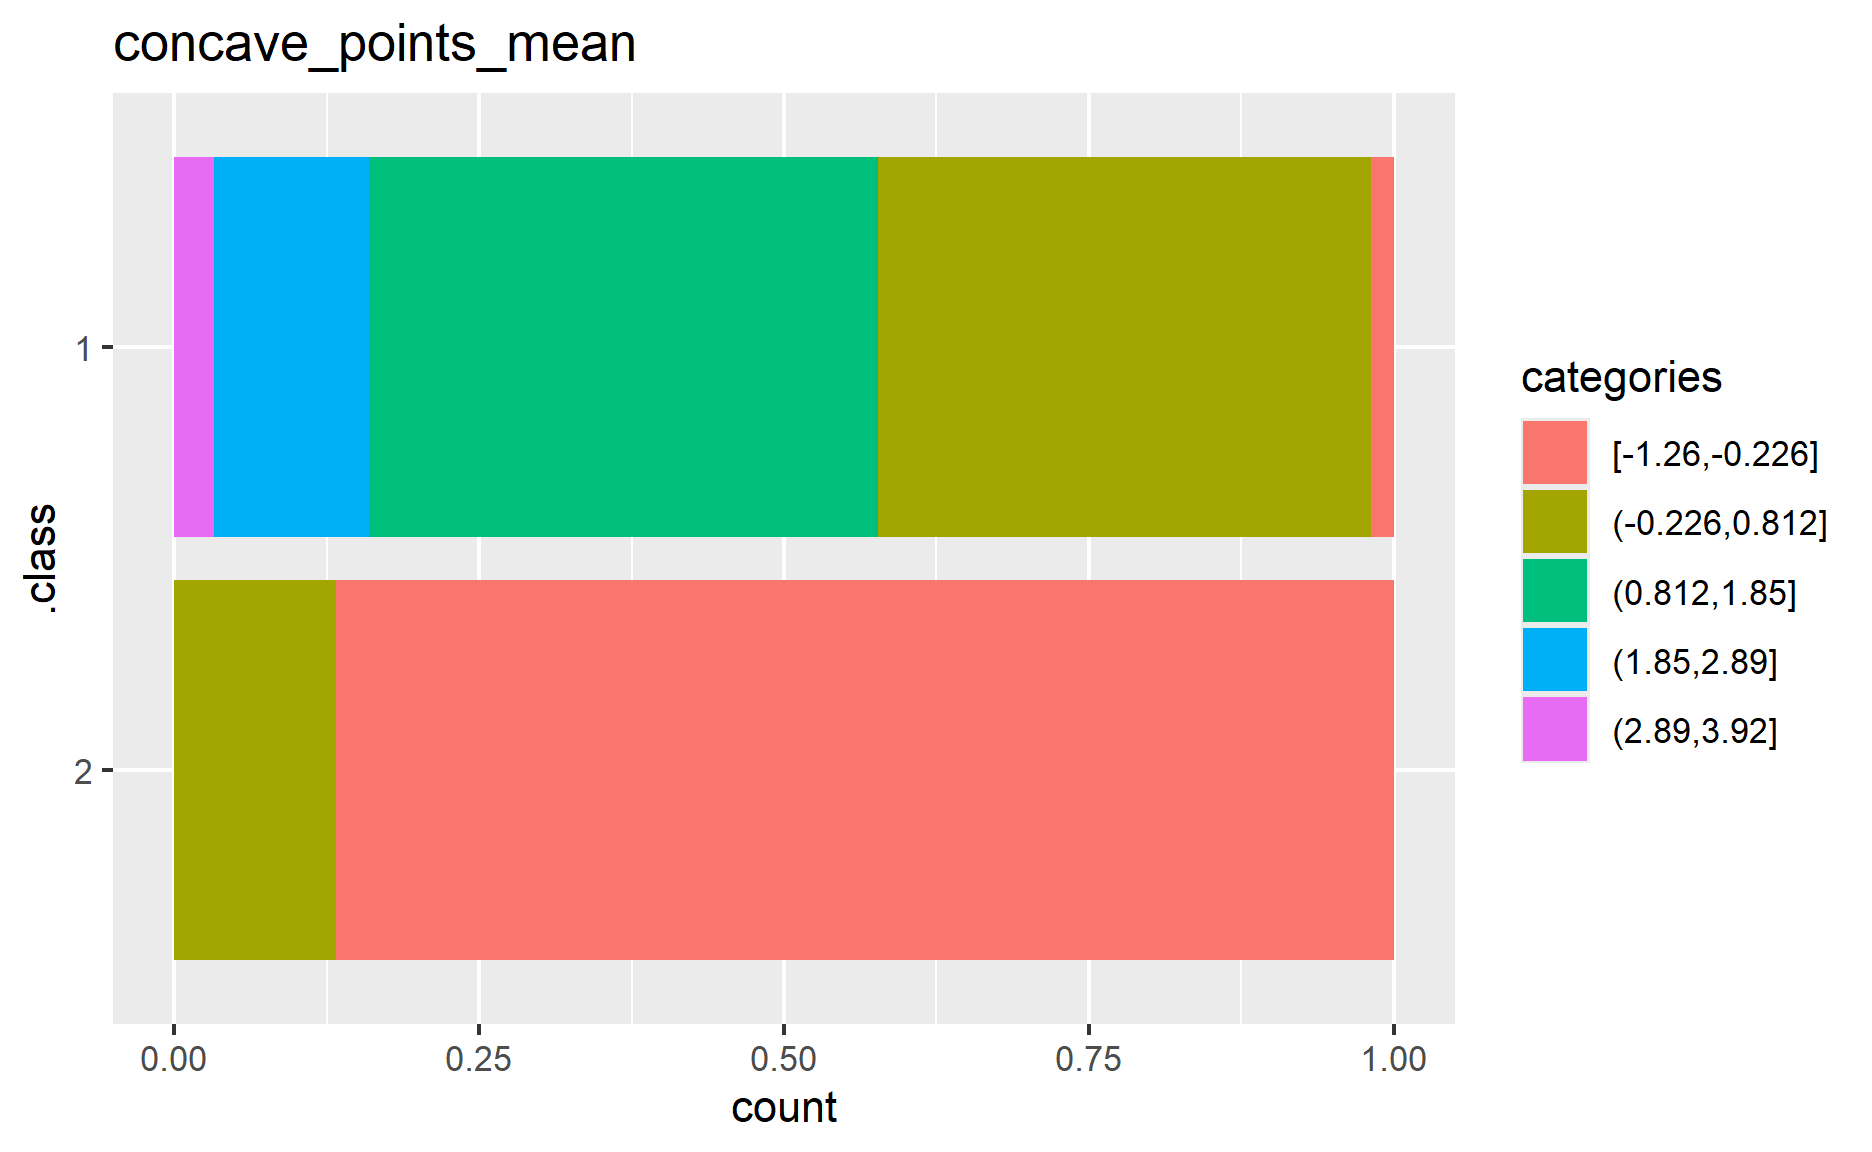 concave_points_mean
.class
1
2
0.00 0.25 0.50 0.75 1.00
count
categories
[-1.26,-0.226]
(-0.226,0.812]
(0.812,1.85]
(1.85,2.89]
(2.89,3.92]